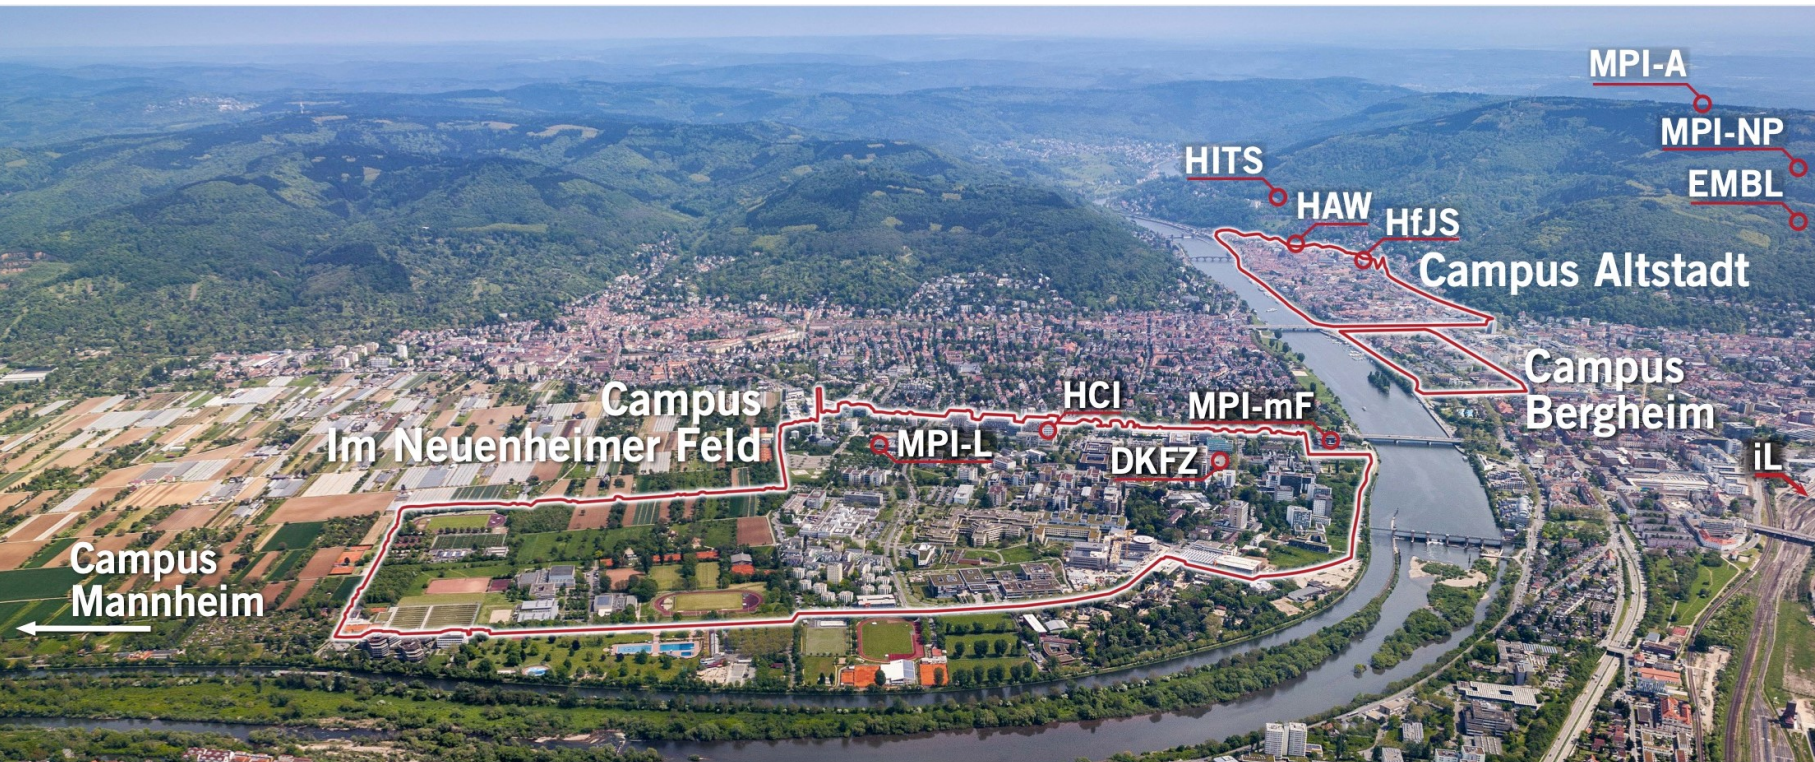 MPI-A
MPI-NP
HITS
EMBL
HAW
HfJS
Campus Altstadt
Campus
Bergheim
HCI
MPI-mF
Campus
Im Neuenheimer Feld
MPI-L
DKFZ
iL
Campus
Mannheim